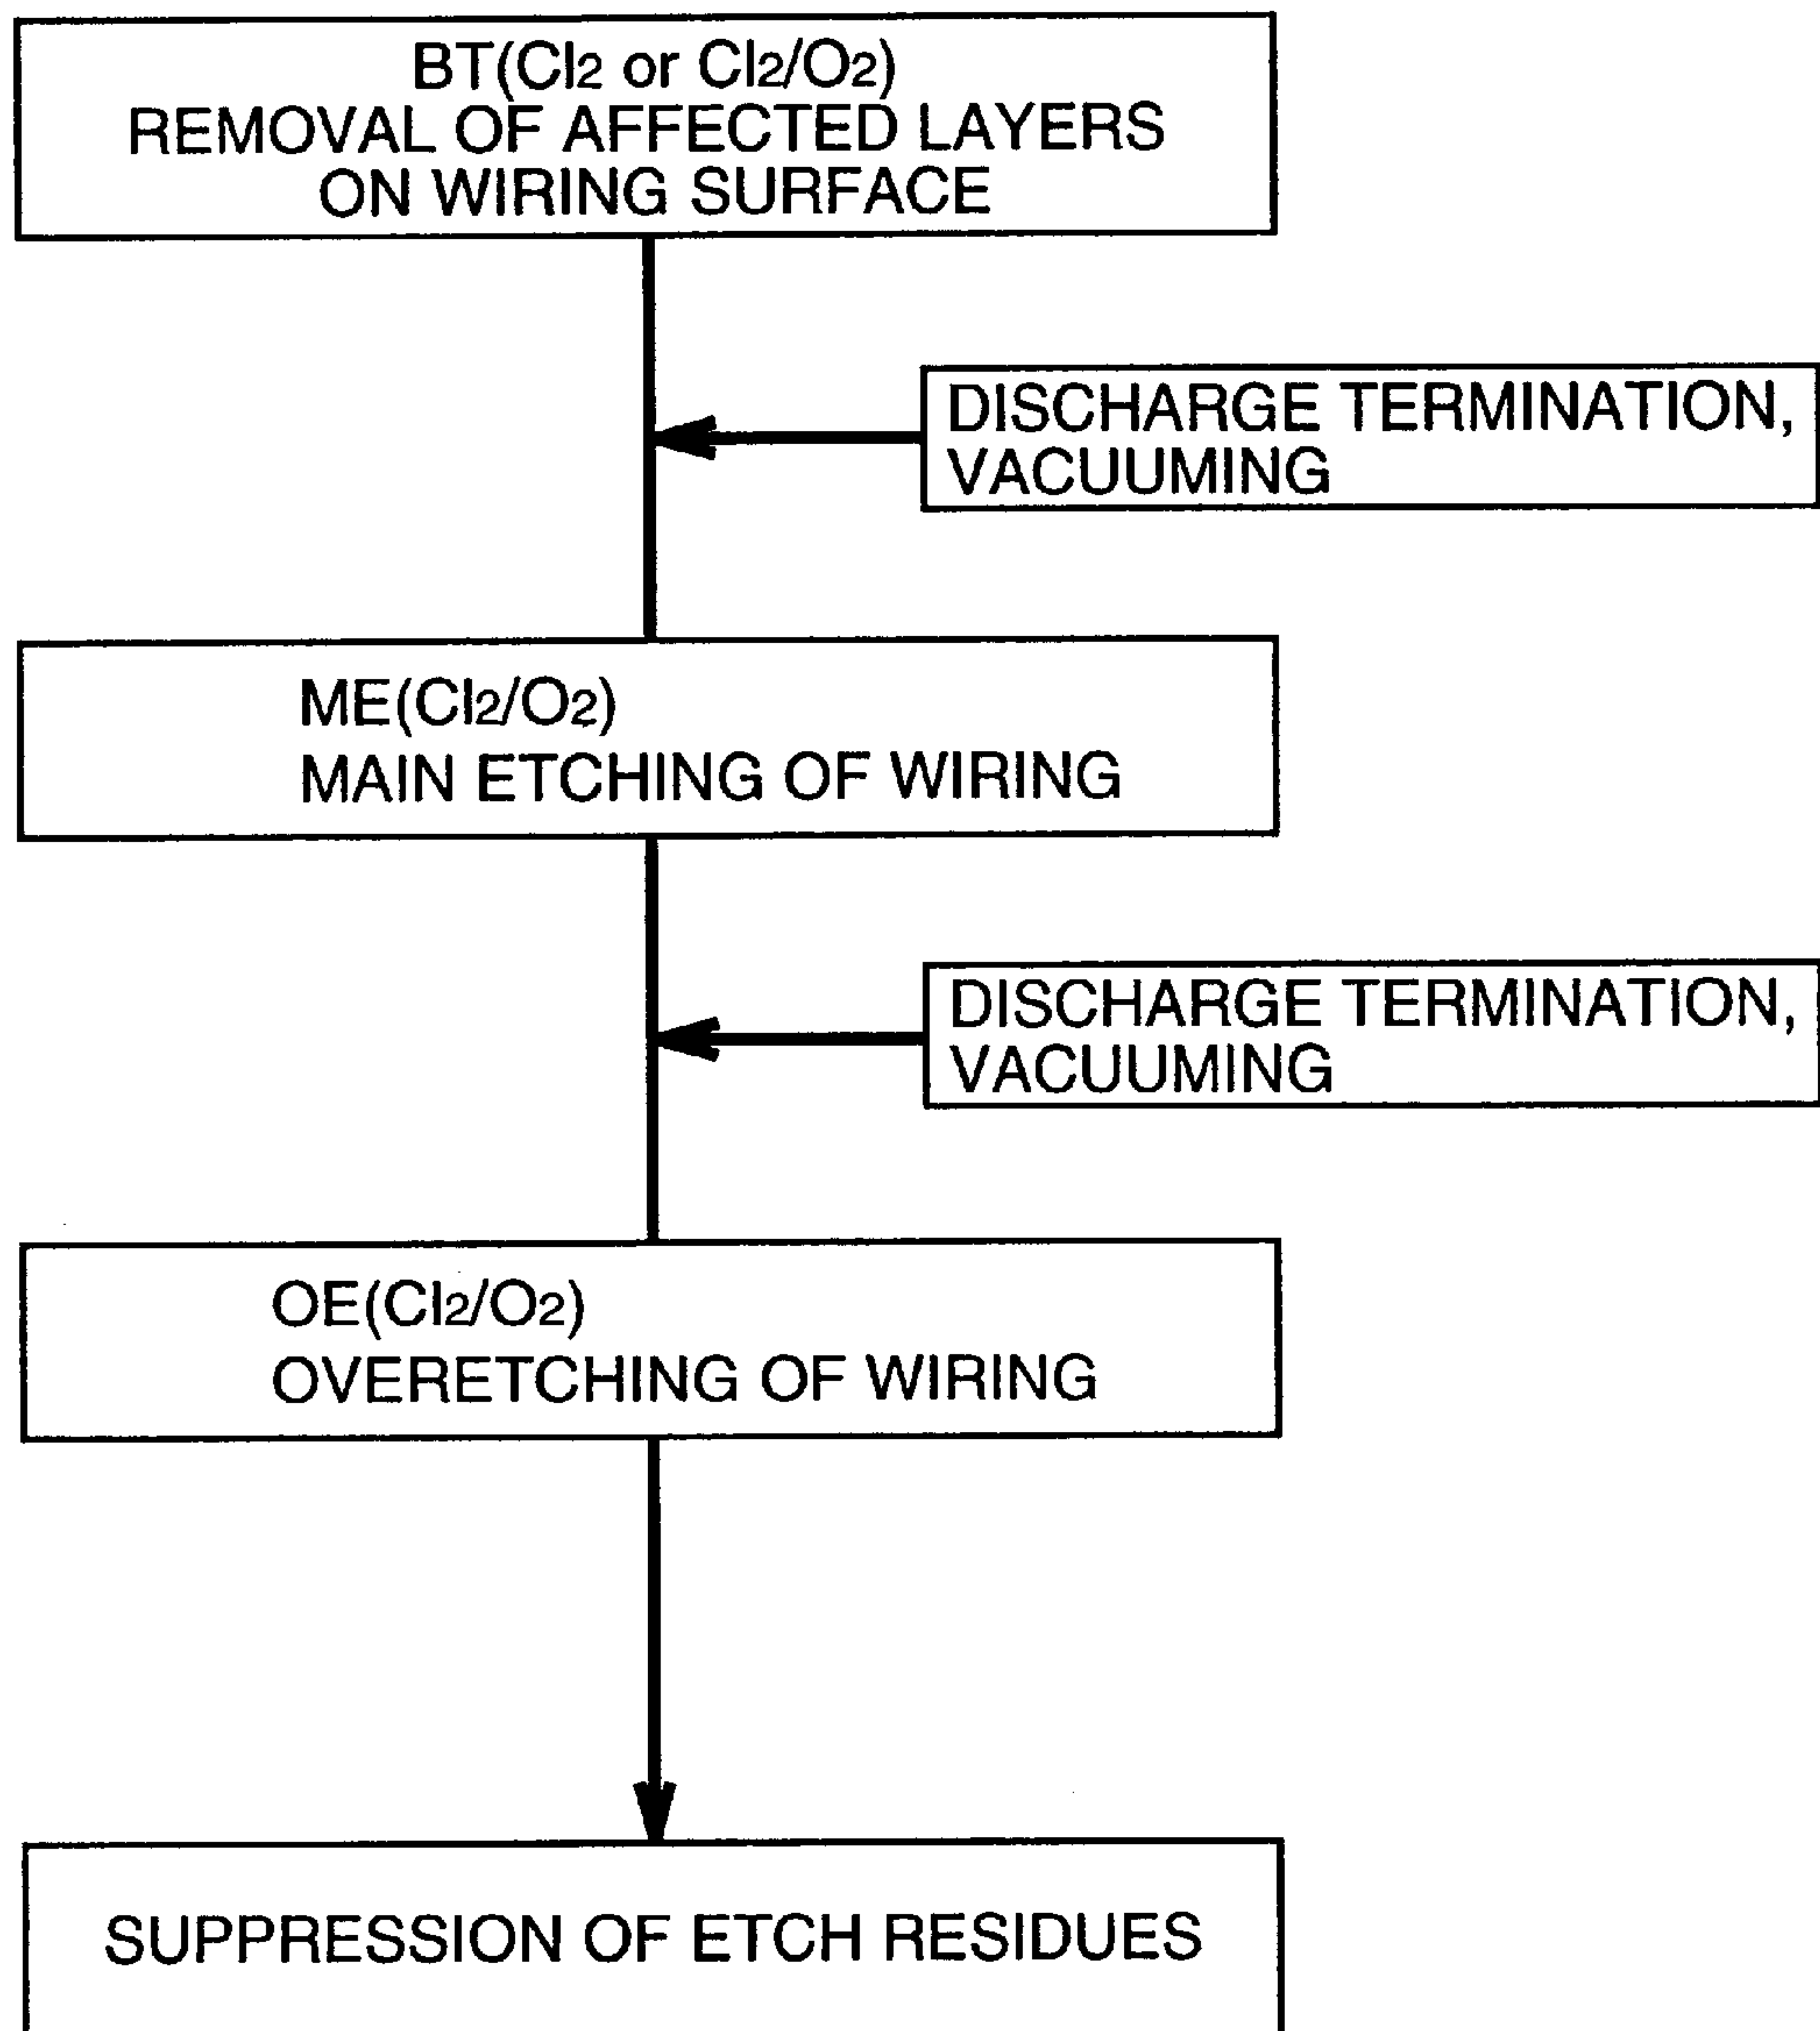 BT(Cl2 or Cl2/O2)
REMOVAL OF AFFECTED LAYERS
ON WIRING SURFACE
DISCHARGE TERMINATION,
VACUUMING
ME(Cl2/O2)
MAIN ETCHING OF WIRING
DISCHARGE TERMINATION,
VACUUMING
OE(Cl2/O2)
OVERETCHING OF WIRING
SUPPRESSION OF ETCH RESIDUES